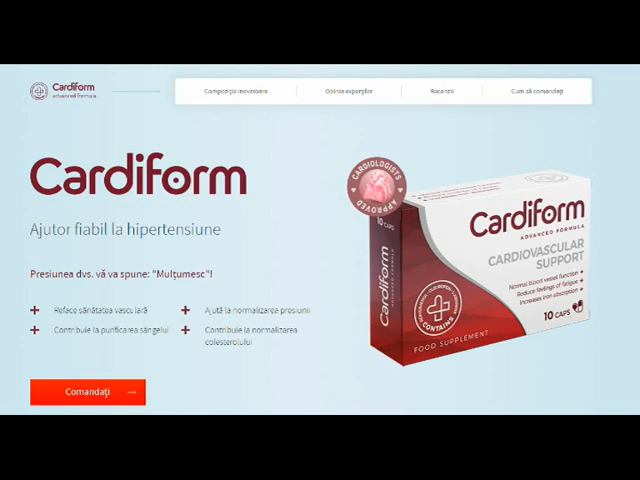 Cardiform
advanced formula
Compoziție inovatoare
Opinia experților
Recenzii
Cum să comandați
Cardiform
Ajutor fiabil la hipertensiune
Presiunea dvs. vă va spune: "Mulțumesc"!
Reface sănătatea vasculară
Ajută la normalizarea presiunii
Contribuie la purificarea sângelui
Contribuie la normalizarea
colesterolului
Comandați
CARDIOLOGISTS
APPROVED
10 CAPS
Cardiform
ADVANCED FORMULA
Cardiform
ADVANCED FORMULA
CARDIOVASCULAR
SUPPORT
Normal blood vessel function
Reduce feelings of fatigue
Increases iron absorption
10 CAPS
CONTAINS
FOOD SUPPLEMENT